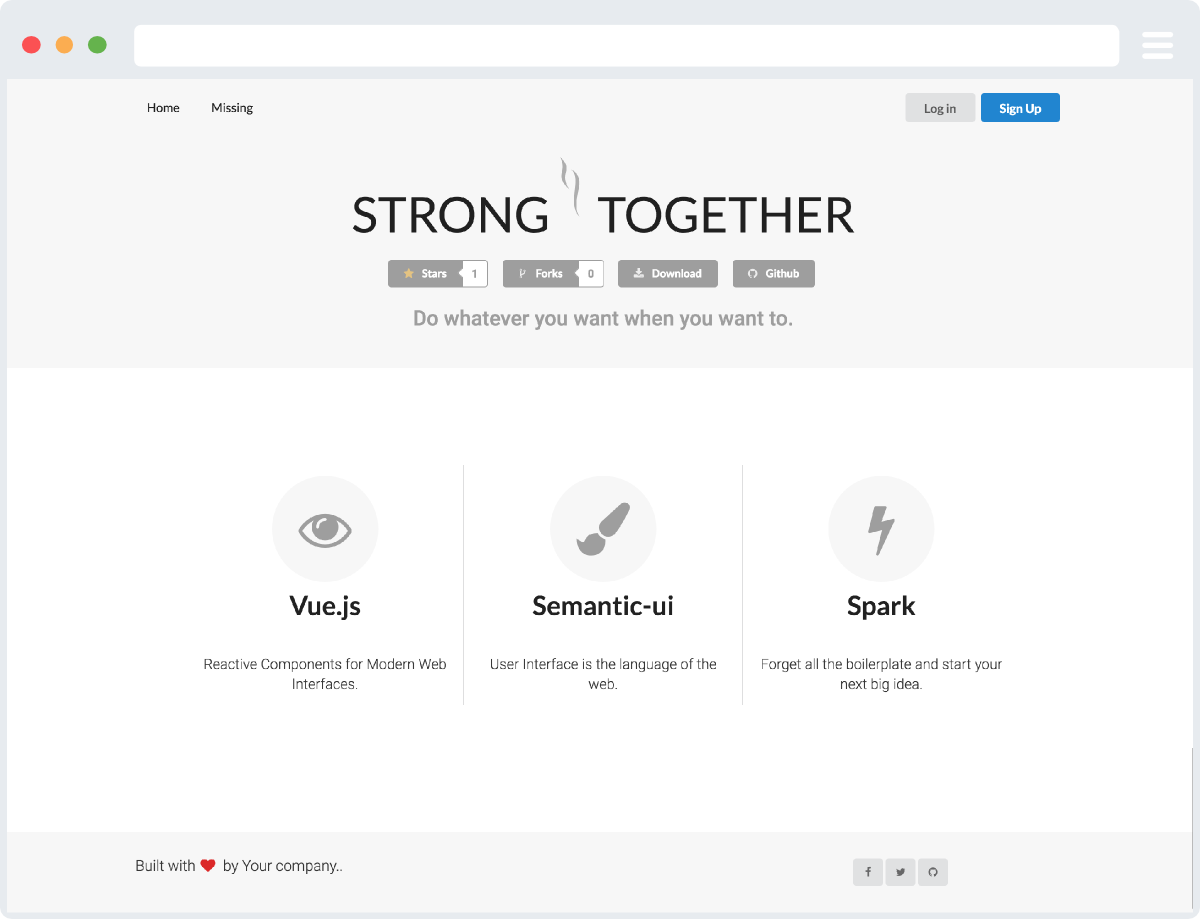 Home Missing Log in Sign Up
STRONG TOGETHER
Stars 1 Forks 0 Download Github
Do whatever you want when you want to.
Vue.js Semantic-ui Spark
Reactive Components for Modern Web
Interfaces.
User Interface is the language of the
web.
Forget all the boilerplate and start your
next big idea.
Built with by Your company..